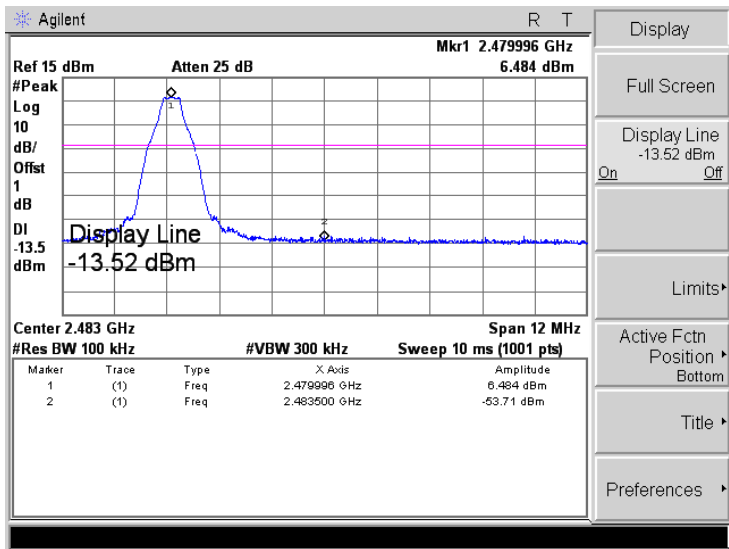 Agilent R T
Mkr1 2.479996 GHz
Ref 15 dBm Atten 25 dB 6.484 dBm
#Peak
Log
10
dB/
Offst
1
dB
DI
-13.5
dBm
1
2
Display Line
-13.52 dBm
Center 2.483 GHz Span 12 MHz
#Res BW 100 kHz #VBW 300 kHz Sweep 10 ms (1001 pts)
Marker Trace Type X Axis Amplitude
1 (1) Freq 2.479996 GHz 6.484 dBm
2 (1) Freq 2.483500 GHz -53.71 dBm
Display
Full Screen
Display Line
-13.52 dBm
On Off
Limits
Active Fctn
Position
Bottom
Title
Preferences